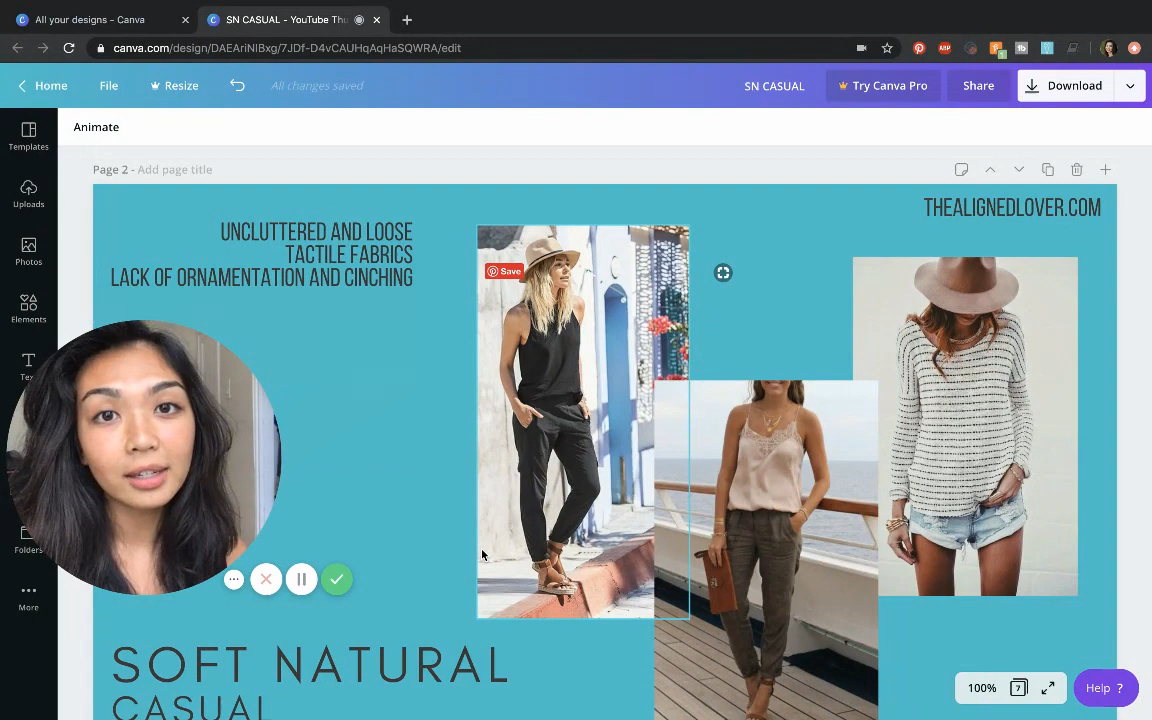 All your designs - Canva
SN CASUAL - YouTube Thu
canva.com/design/DAEAriNIBxg/7JDf-D4vCAUHqAqHaSQWRA/edit
ABP
Home
File
Resize
All changes saved
SN CASUAL
Try Canva Pro
Share
Download
Animate
Templates
Uploads
Photos
Elements
Tex
Folders
More
Page 2 - Add page title
THEALIGNEDLOVER.COM
UNCLUTTERED AND LOOSE
TACTILE FABRICS
LACK OF ORNAMENTATION AND CINCHING
Save
SOFT NATURAL
CASUAL
100%
7
Help ?